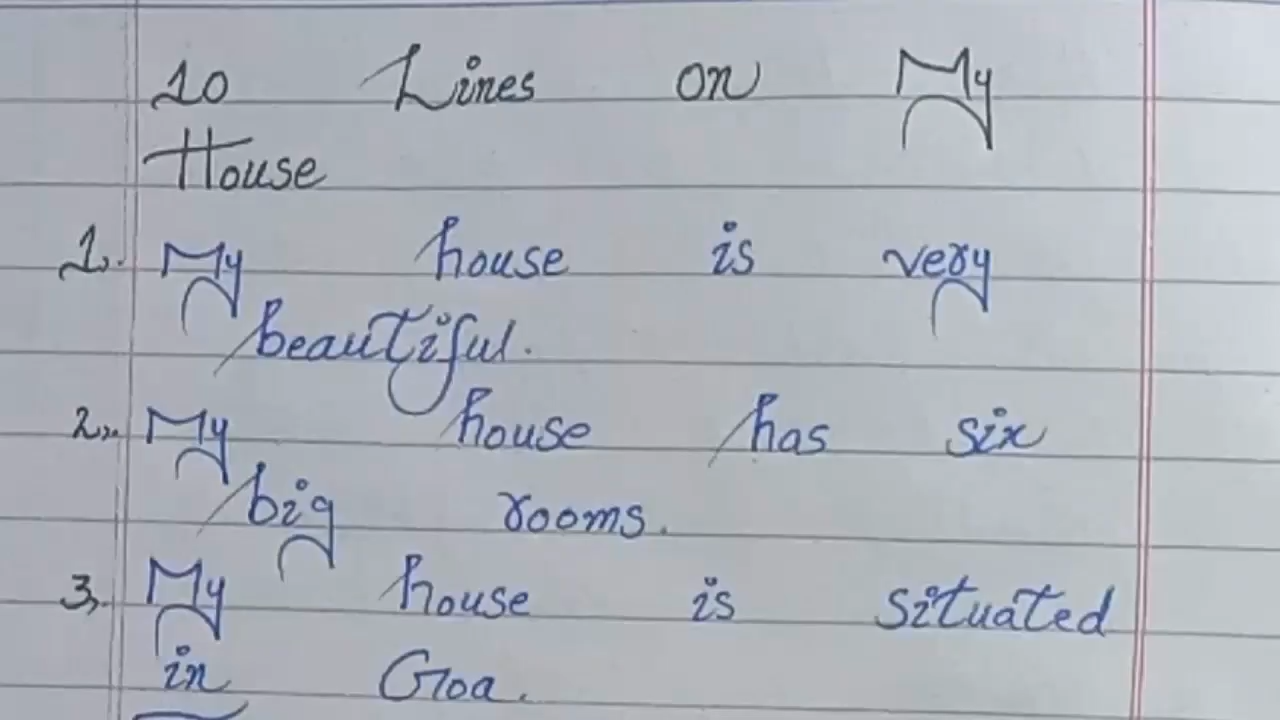 10 Lines on My
House
1. My house is very
beautiful.
2. My house has six
big rooms.
3. My house is situated
in Goa.